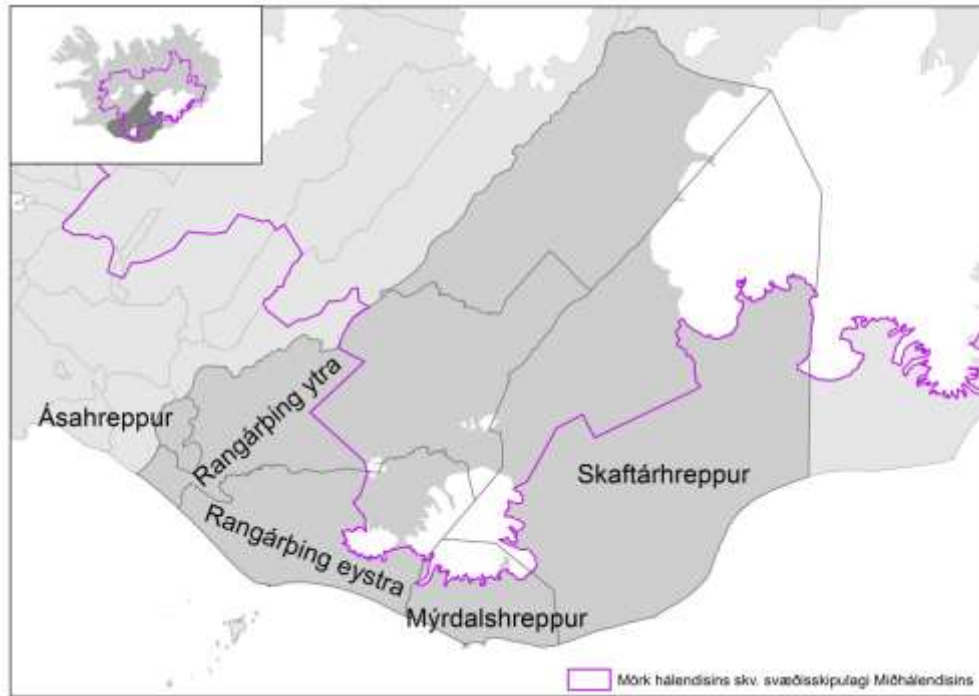 Ásahreppur
Rangárþing ytra
Skaftárhreppur
Rangárþing eystra
Mýrdalshreppur
Mörk hálendisins skv. svæðisskipulagi Miðhálendisins